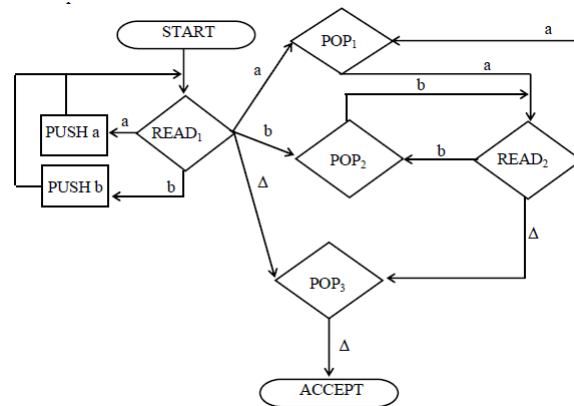 START
POP₁
a
a
a
b
PUSH a
a
READ₁
b
POP₂
b
READ₂
PUSH b
b
Δ
Δ
POP₃
Δ
ACCEPT